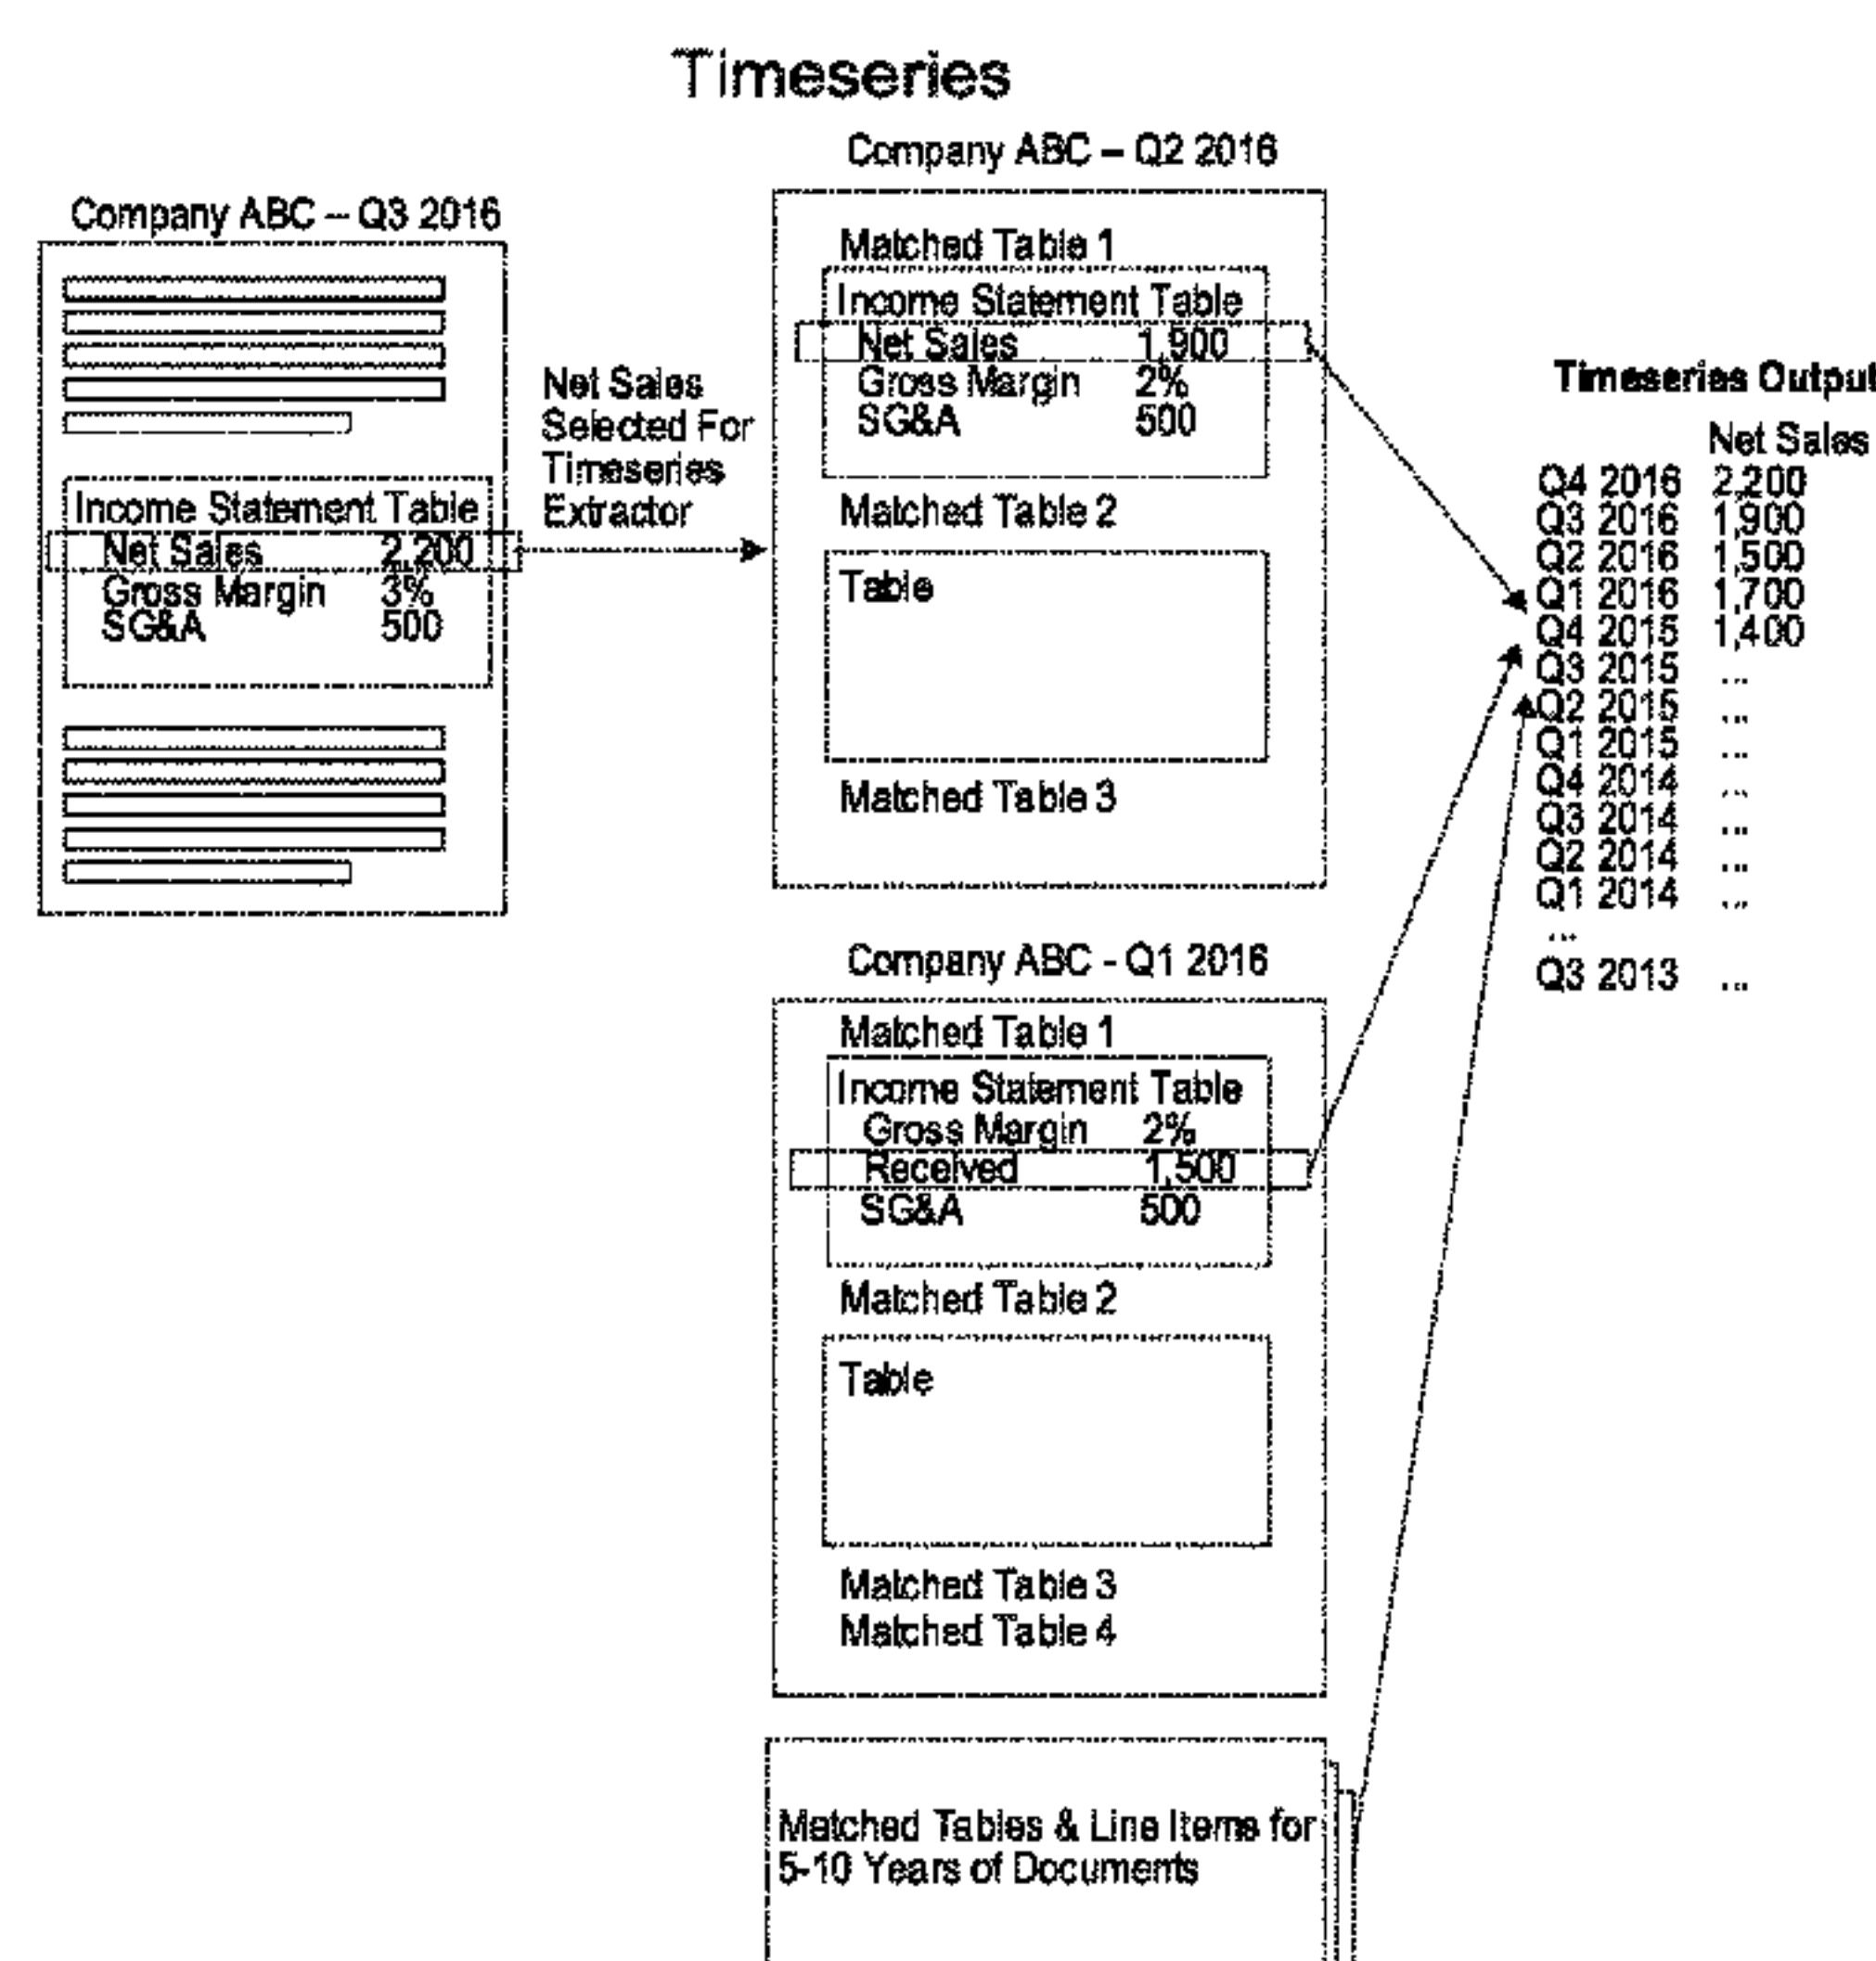 Timeseries
Company ABC – Q3 2016
Income Statement Table
Net Sales 2,200
Gross Margin 3%
SG&A 500
Net Sales
Selected For
Timeseries
Extractor
Company ABC – Q2 2016
Matched Table 1
Income Statement Table
Net Sales 1,900
Gross Margin 2%
SG&A 500
Matched Table 2
Table
Matched Table 3
Company ABC - Q1 2016
Matched Table 1
Income Statement Table
Gross Margin 2%
Received 1,500
SG&A 500
Matched Table 2
Table
Matched Table 3
Matched Table 4
Matched Tables & Line Items for
5-10 Years of Documents
Timeseries Output
Net Sales
Q4 2016 2,200
Q3 2016 1,900
Q2 2016 1,500
Q1 2016 1,700
Q4 2015 1,400
Q3 2015 ...
Q2 2015 ...
Q1 2015 ...
Q4 2014 ...
Q3 2014 ...
Q2 2014 ...
Q1 2014 ...
...
Q3 2013 ...